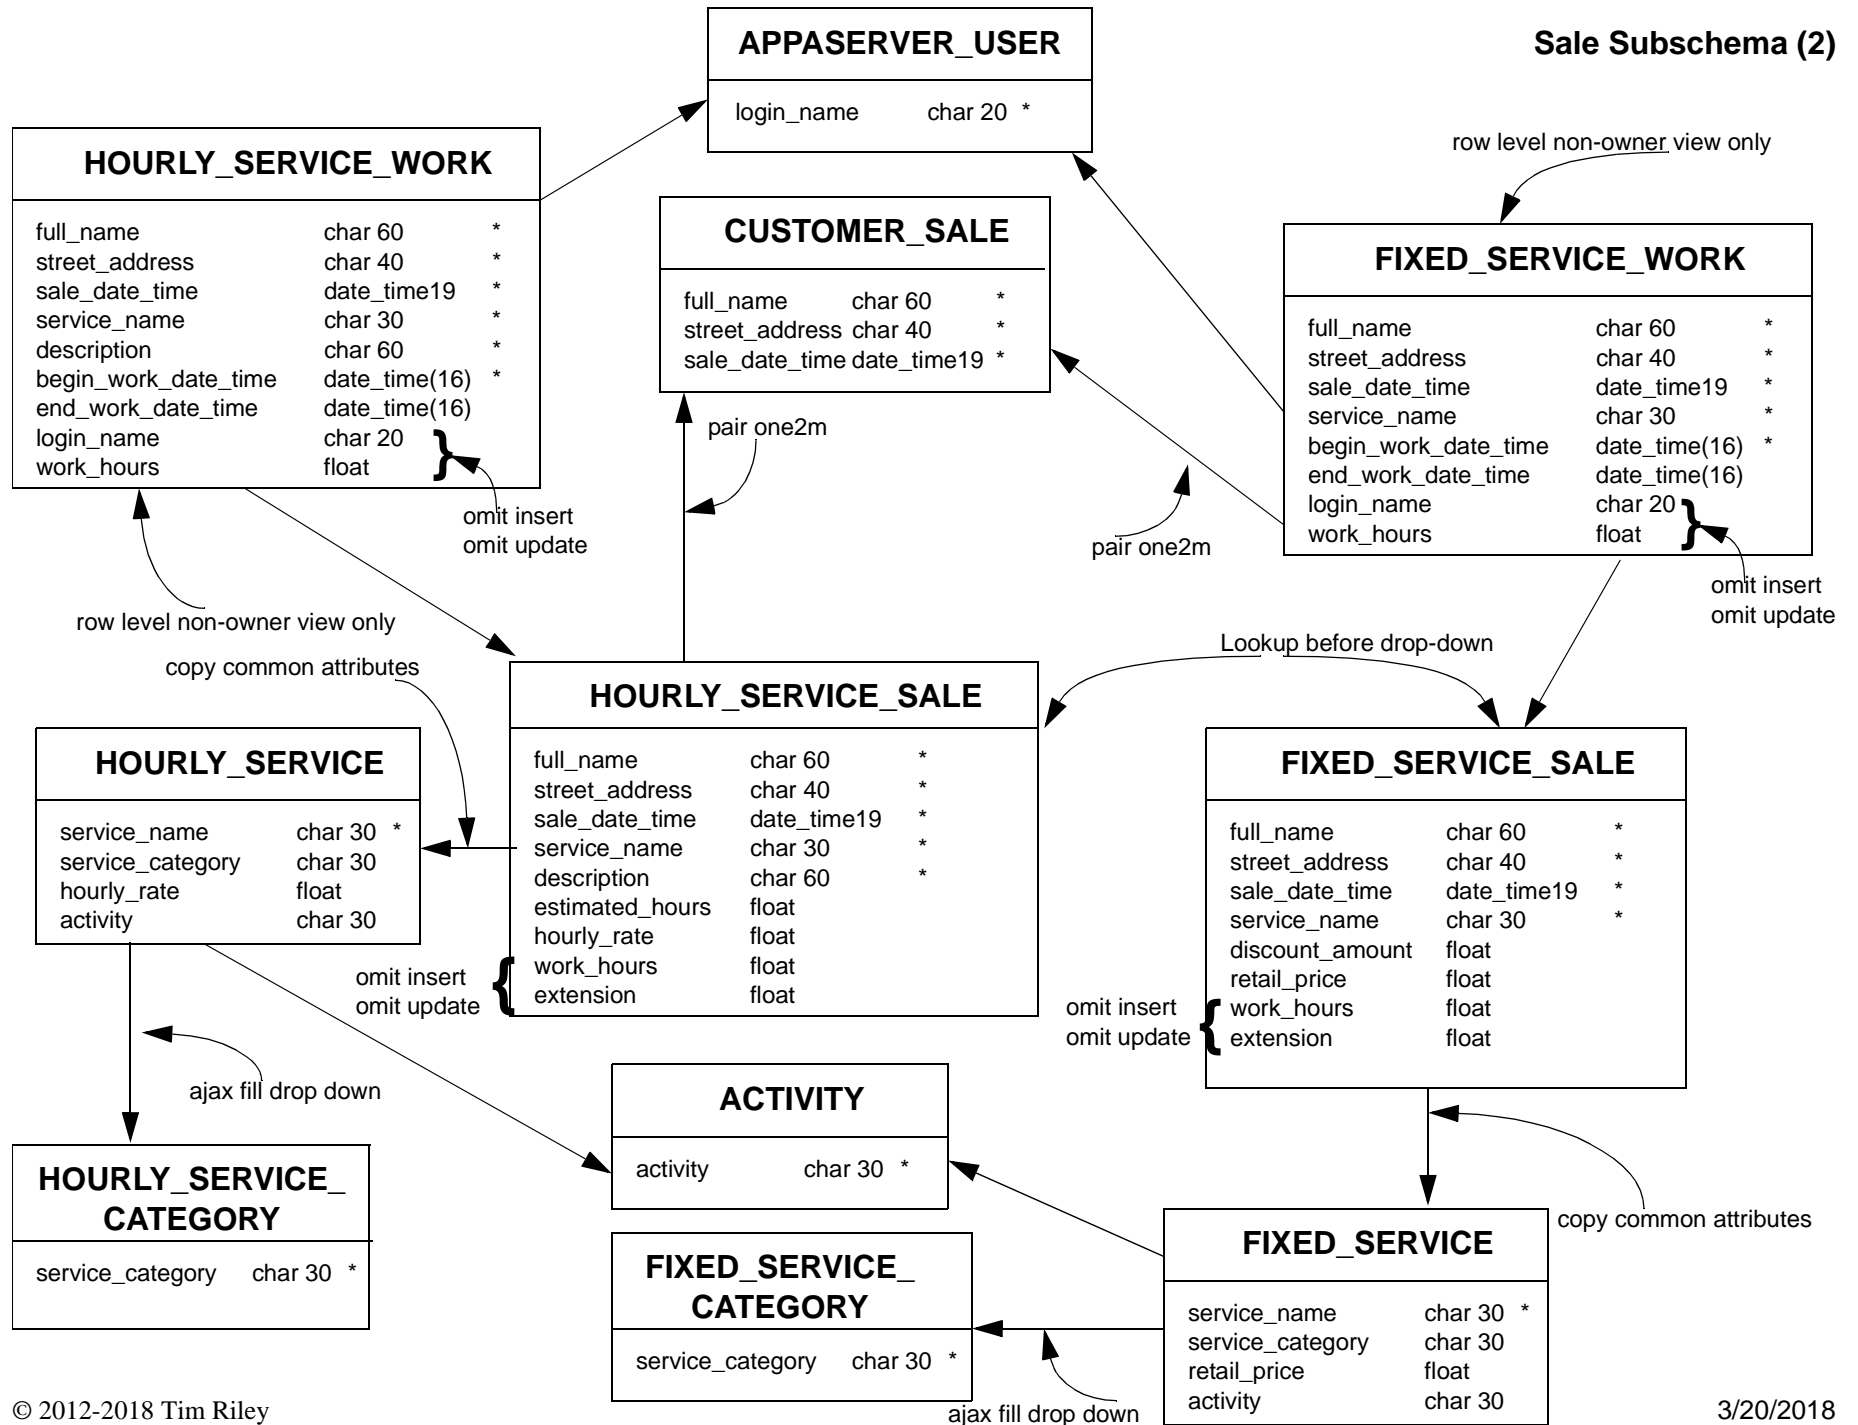 Sale Subschema (2)
APPASERVER_USER
login_name char 20 *
HOURLY_SERVICE_WORK
full_name char 60 *
street_address char 40 *
sale_date_time date_time19 *
service_name char 30 *
description char 60 *
begin_work_date_time date_time(16) *
end_work_date_time date_time(16)
login_name char 20
work_hours float
}
omit insert
omit update
row level non-owner view only
CUSTOMER_SALE
full_name char 60 *
street_address char 40 *
sale_date_time date_time19 *
pair one2m
pair one2m
row level non-owner view only
FIXED_SERVICE_WORK
full_name char 60 *
street_address char 40 *
sale_date_time date_time19 *
service_name char 30 *
begin_work_date_time date_time(16) *
end_work_date_time date_time(16)
login_name char 20
work_hours float
}
omit insert
omit update
copy common attributes
Lookup before drop-down
HOURLY_SERVICE
service_name char 30 *
service_category char 30
hourly_rate float
activity char 30
HOURLY_SERVICE_SALE
full_name char 60 *
street_address char 40 *
sale_date_time date_time19 *
service_name char 30 *
description char 60 *
estimated_hours float
hourly_rate float
work_hours float
extension float
omit insert
omit update
{
FIXED_SERVICE_SALE
full_name char 60 *
street_address char 40 *
sale_date_time date_time19 *
service_name char 30 *
discount_amount float
retail_price float
work_hours float
extension float
omit insert
omit update
{
ajax fill drop down
HOURLY_SERVICE_
CATEGORY
service_category char 30 *
ACTIVITY
activity char 30 *
copy common attributes
FIXED_SERVICE_
CATEGORY
service_category char 30 *
FIXED_SERVICE
service_name char 30 *
service_category char 30
retail_price float
activity char 30
ajax fill drop down
© 2012-2018 Tim Riley
3/20/2018